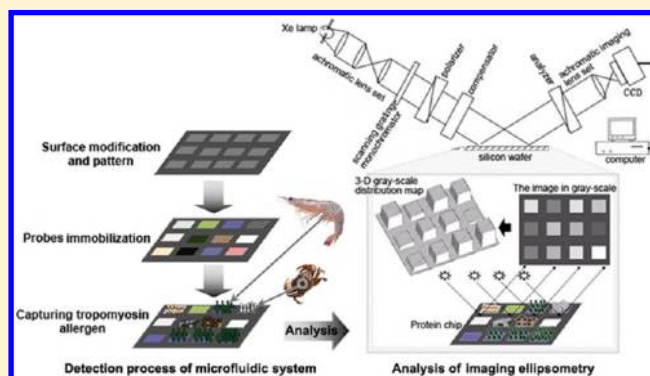 Xe lamp
achromatic lens set
scanning grating
monochromator
polarizer
compensator
analyzer
achromatic imaging
lens set
CCD
silicon wafer
computer
Surface modification
and pattern
Probes immobilization
Capturing tropomyosin
allergen
Analysis
3-D gray-scale
distribution map
The image in gray-scale
Protein chip
Detection process of microfluidic system
Analysis of imaging ellipsometry